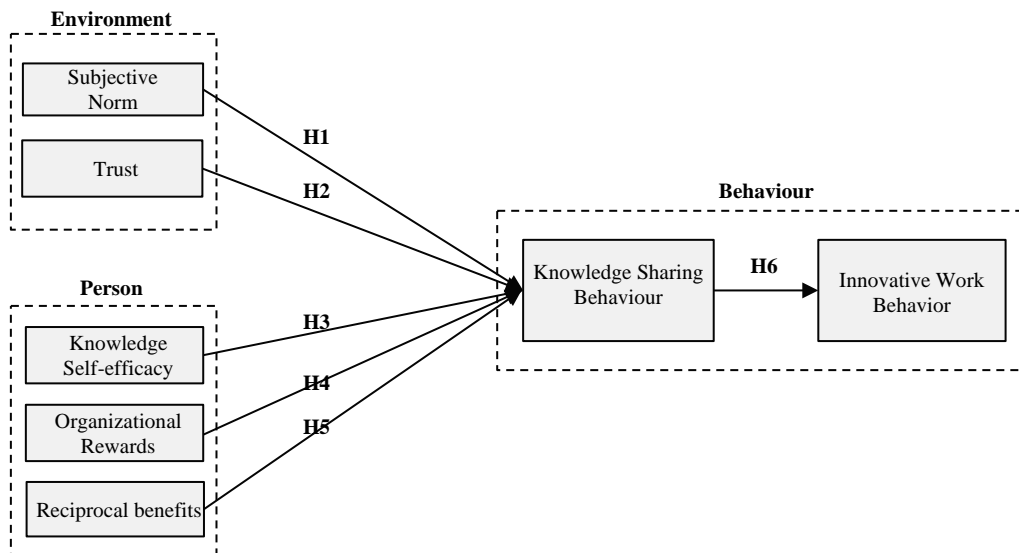 Environment
Subjective
Norm
Trust
H1
H2
Person
Knowledge
Self-efficacy
Organizational
Rewards
Reciprocal benefits
H3
H4
H5
Behaviour
Knowledge Sharing
Behaviour
H6
Innovative Work
Behavior